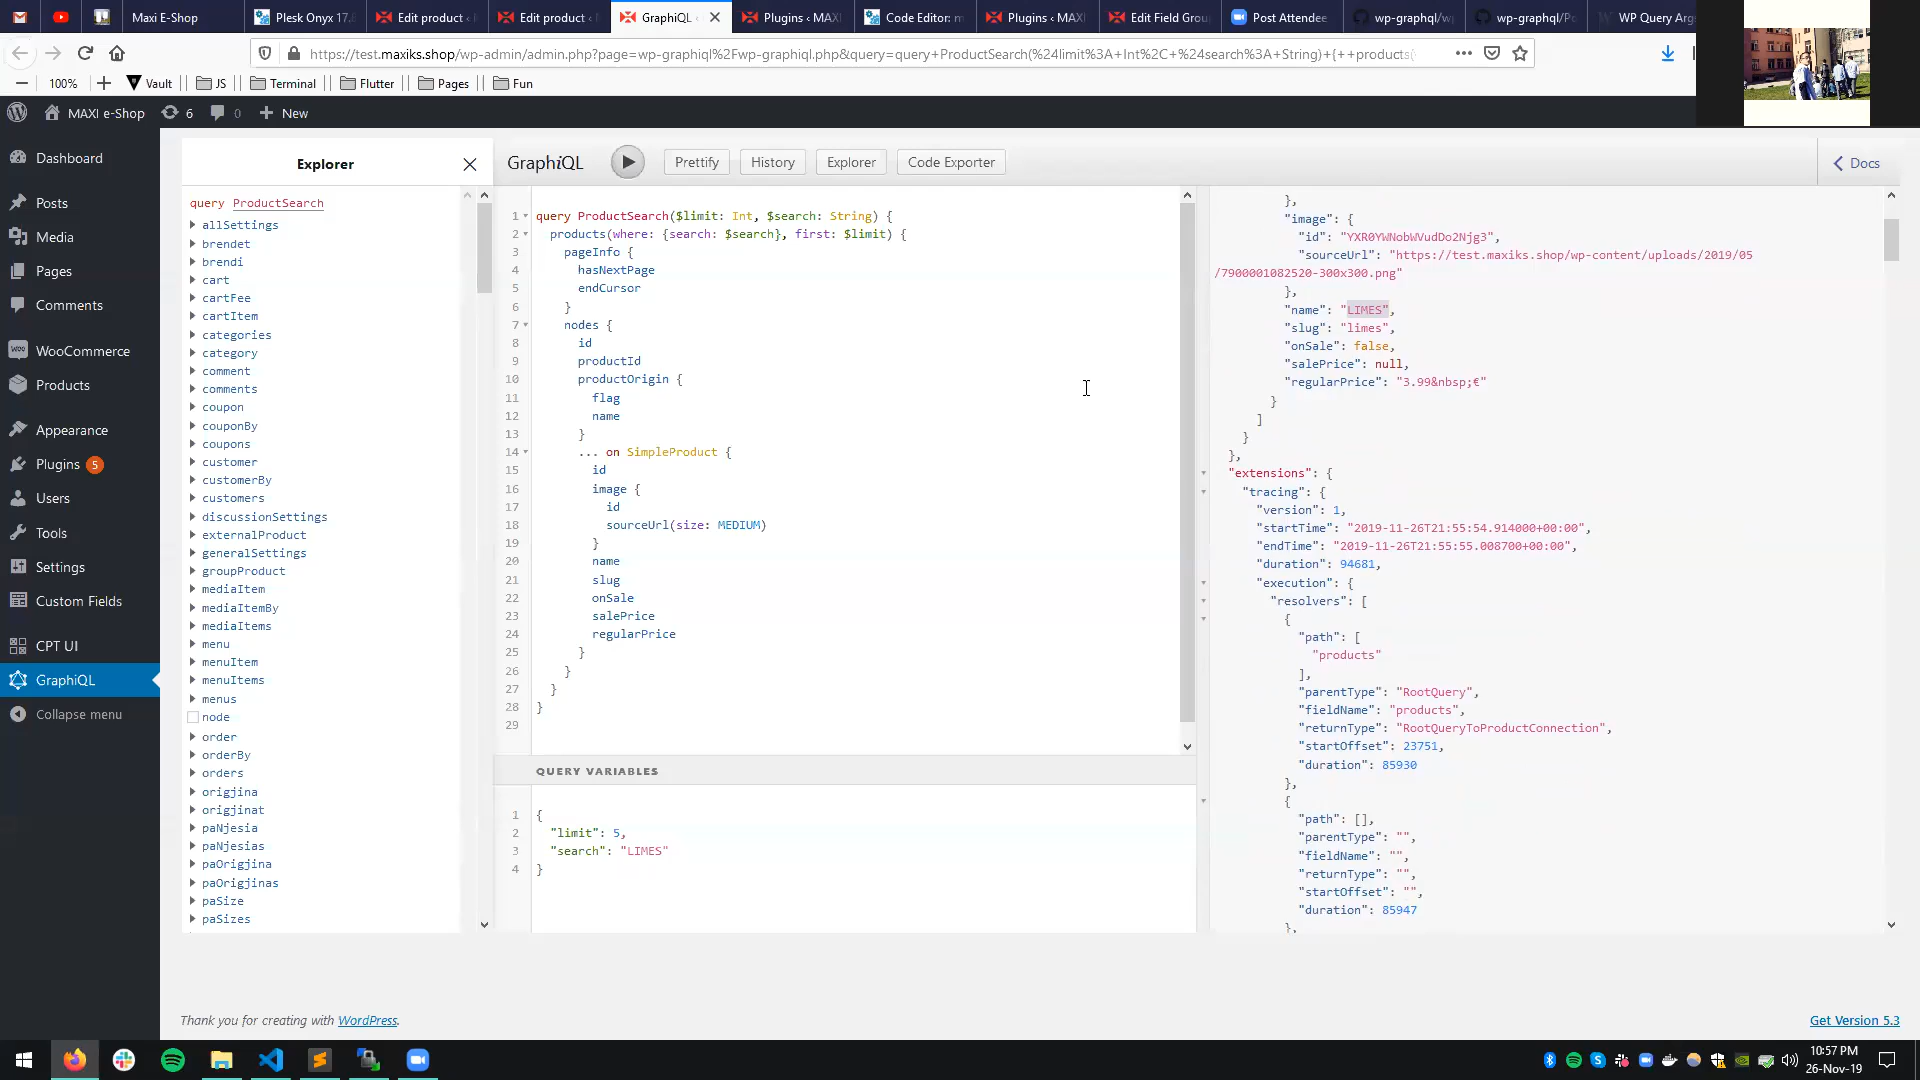 Maxi E-Shop
Plesk Onyx 17.
Edit product ‹
Edit product ‹
GraphiQL ‹
Plugins ‹ MAX
Code Editor: m
Plugins ‹ MAX
Edit Field Grou
Post Attendee
wp-graphql/w
wp-graphql/Po
WP Query Arg
https://test.maxiks.shop/wp-admin/admin.php?page=wp-graphiql%2Fwp-graphiql.php&query=query+ProductSearch(%24limit%3A+Int%2C+%24search%3A+String)+{++products(
100%
Vault
JS
Terminal
Flutter
Pages
Fun
MAXI e-Shop
6
0
New
Dashboard
Posts
Media
Pages
Comments
WooCommerce
Products
Appearance
Plugins 5
Users
Tools
Settings
Custom Fields
CPT UI
GraphiQL
Collapse menu
Explorer
query ProductSearch
allSettings
brendet
brendi
cart
cartFee
cartItem
categories
category
comment
comments
coupon
couponBy
coupons
customer
customerBy
customers
discussionSettings
externalProduct
generalSettings
groupProduct
mediaItem
mediaItemBy
mediaItems
menu
menuItem
menuItems
menus
node
order
orderBy
orders
origjina
origjinat
paNjesia
paNjesias
paOrigjina
paOrigjinas
paSize
paSizes
GraphiQL
Prettify
History
Explorer
Code Exporter
Docs
1 query ProductSearch($limit: Int, $search: String) {
2 products(where: {search: $search}, first: $limit) {
3 pageInfo {
4 hasNextPage
5 endCursor
6 }
7 nodes {
8 id
9 productId
10 productOrigin {
11 flag
12 name
13 }
14 ... on SimpleProduct {
15 id
16 image {
17 id
18 sourceUrl(size: MEDIUM)
19 }
20 name
21 slug
22 onSale
23 salePrice
24 regularPrice
25 }
26 }
27 }
28 }
29
QUERY VARIABLES
1 {
2 "limit": 5,
3 "search": "LIMES"
4 }
},
"image": {
"id": "YXR0YWNobWVudDo2Njg3",
"sourceUrl": "https://test.maxiks.shop/wp-content/uploads/2019/05
/7900001082520-300x300.png"
},
"name": "LIMES",
"slug": "limes",
"onSale": false,
"salePrice": null,
"regularPrice": "3.99&nbsp;€"
}
]
}
},
"extensions": {
"tracing": {
"version": 1,
"startTime": "2019-11-26T21:55:54.914000+00:00",
"endTime": "2019-11-26T21:55:55.008700+00:00",
"duration": 94681,
"execution": {
"resolvers": [
{
"path": [
"products"
],
"parentType": "RootQuery",
"fieldName": "products",
"returnType": "RootQueryToProductConnection",
"startOffset": 23751,
"duration": 85930
},
{
"path": [],
"parentType": "",
"fieldName": "",
"returnType": "",
"startOffset": "",
"duration": 85947
},
Thank you for creating with WordPress.
Get Version 5.3
10:57 PM
26-Nov-19